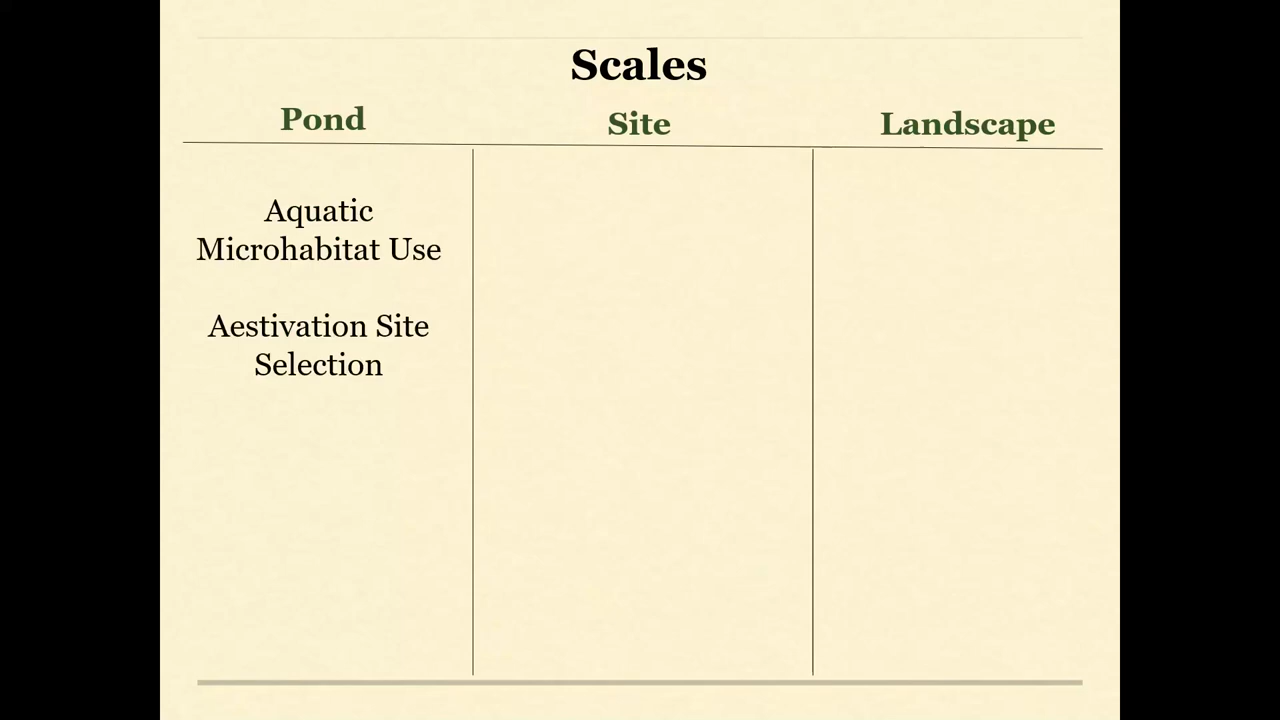 Scales
Pond
Site
Landscape
Aquatic
Microhabitat Use
Aestivation Site
Selection